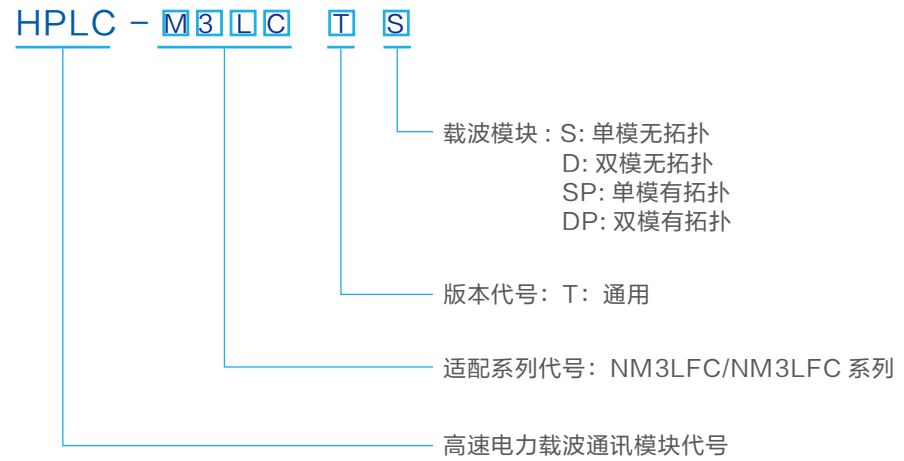 HPLC - M3LC T S
载波模块 : S: 单模无拓扑
D: 双模无拓扑
SP: 单模有拓扑
DP: 双模有拓扑
版本代号：T：通用
适配系列代号：NM3LFC/NM3LFC 系列
高速电力载波通讯模块代号